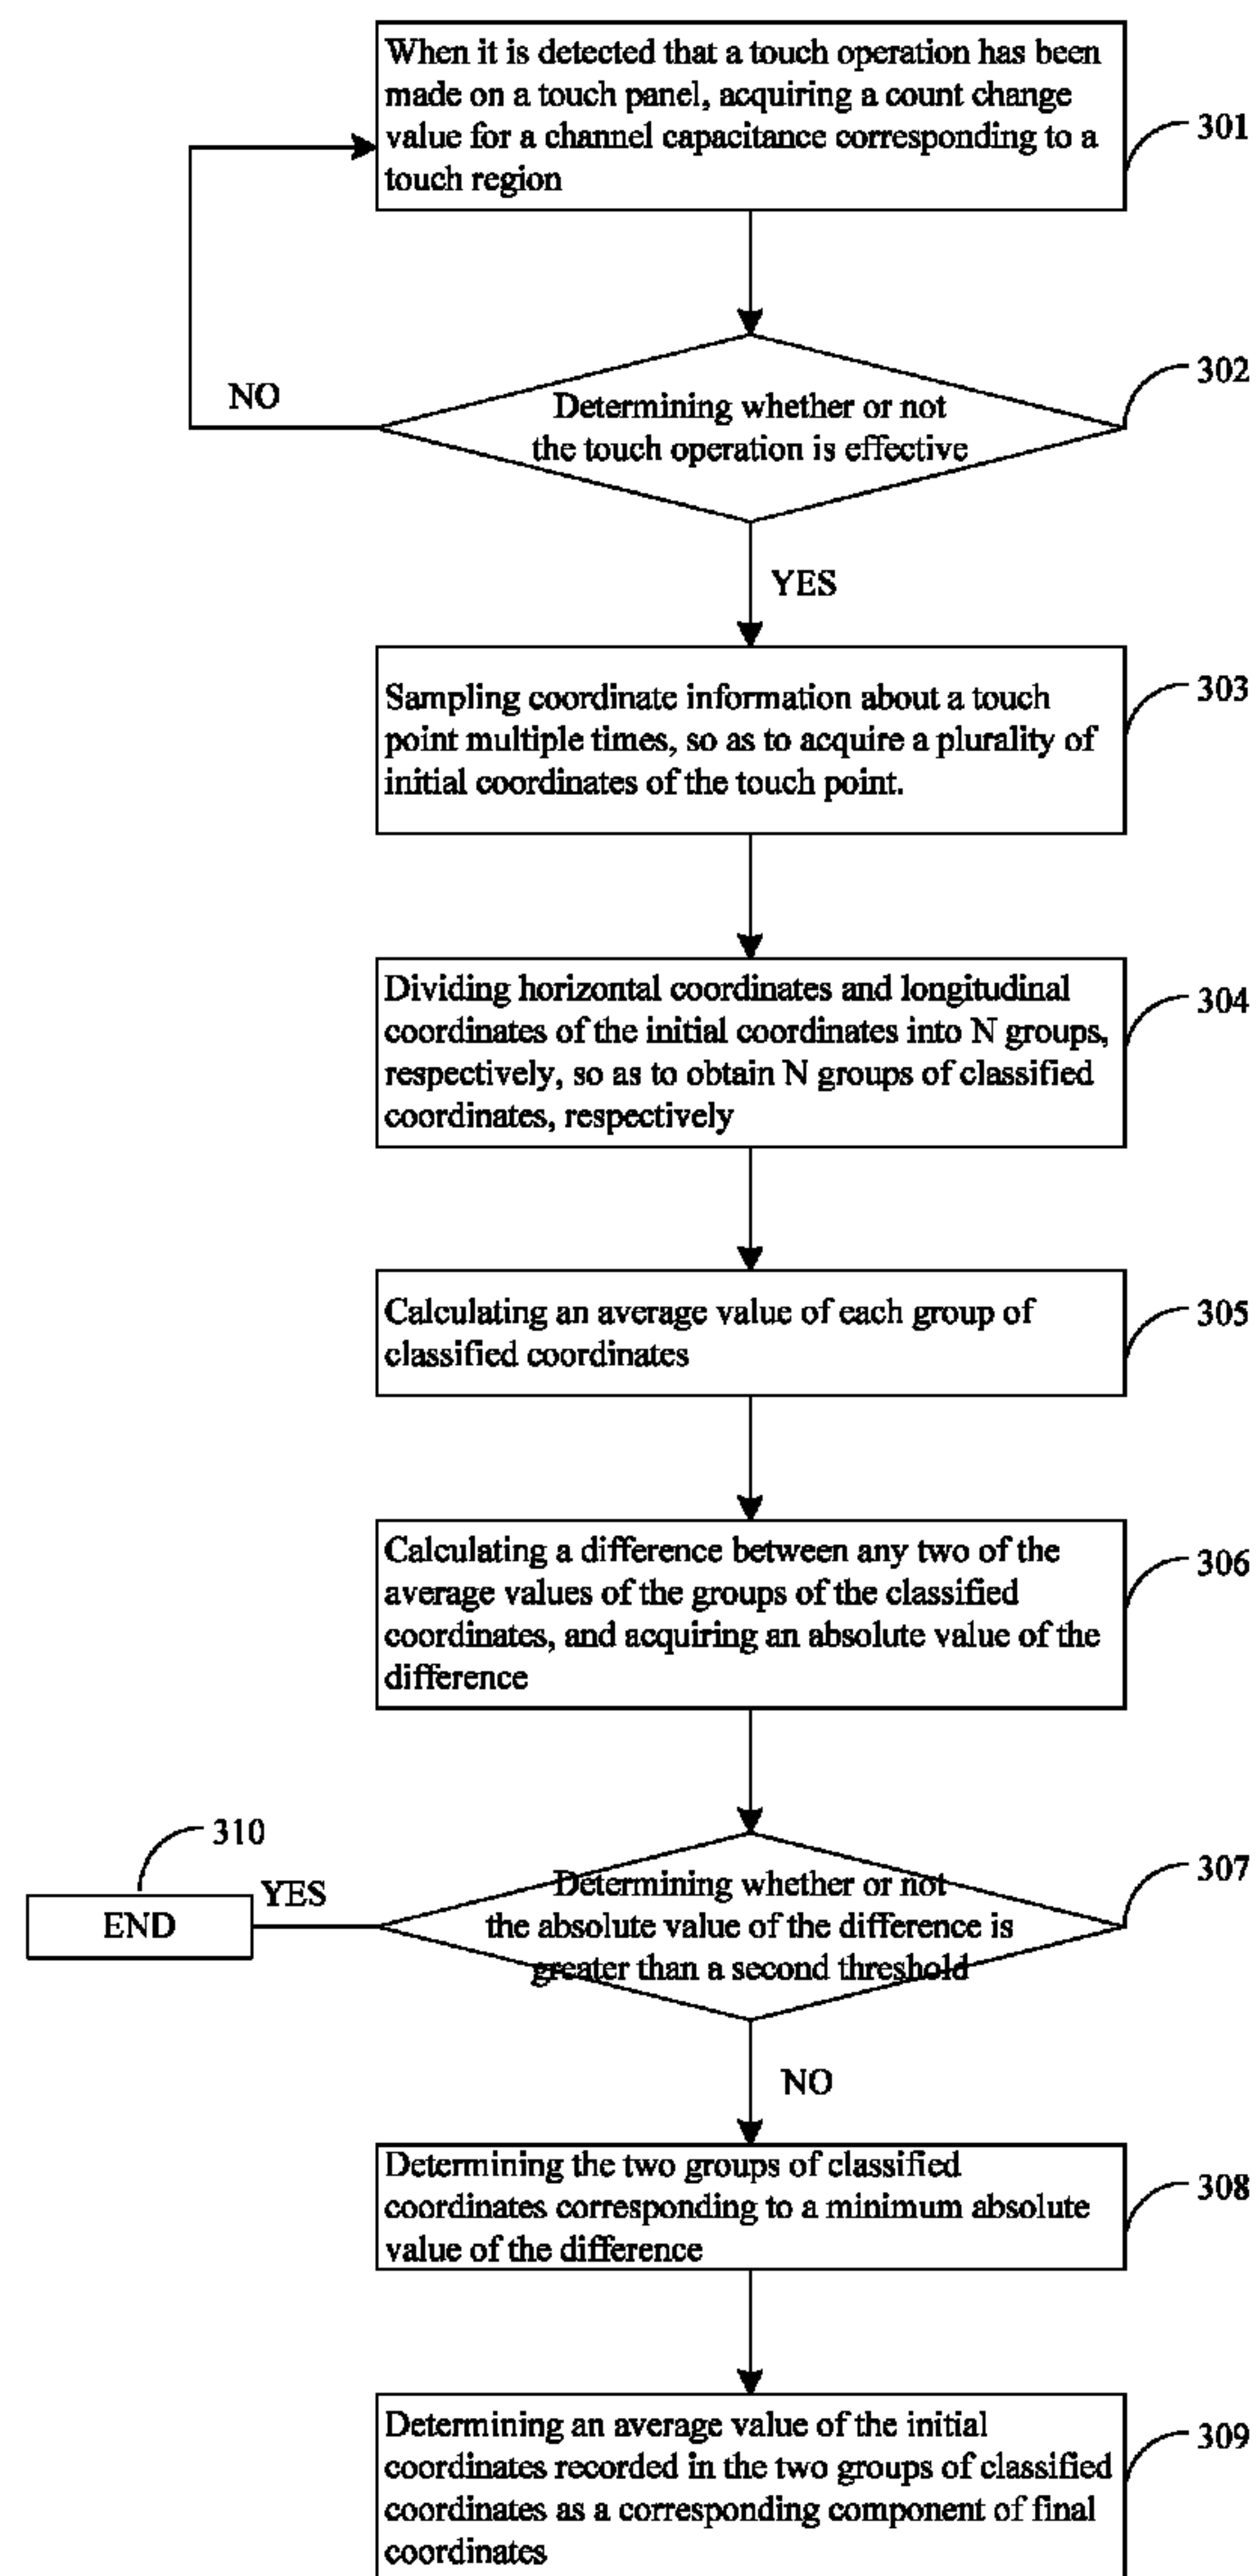 When it is detected that a touch operation has been
made on a touch panel, acquiring a count change
value for a channel capacitance corresponding to a
touch region
301
302
NO
Determining whether or not
the touch operation is effective
YES
303
Sampling coordinate information about a touch
point multiple times, so as to acquire a plurality of
initial coordinates of the touch point.
304
Dividing horizontal coordinates and longitudinal
coordinates of the initial coordinates into N groups,
respectively, so as to obtain N groups of classified
coordinates, respectively
305
Calculating an average value of each group of
classified coordinates
306
Calculating a difference between any two of the
average values of the groups of the classified
coordinates, and acquiring an absolute value of the
difference
310
307
END
YES
Determining whether or not
the absolute value of the difference is
greater than a second threshold
NO
308
Determining the two groups of classified
coordinates corresponding to a minimum absolute
value of the difference
309
Determining an average value of the initial
coordinates recorded in the two groups of classified
coordinates as a corresponding component of final
coordinates